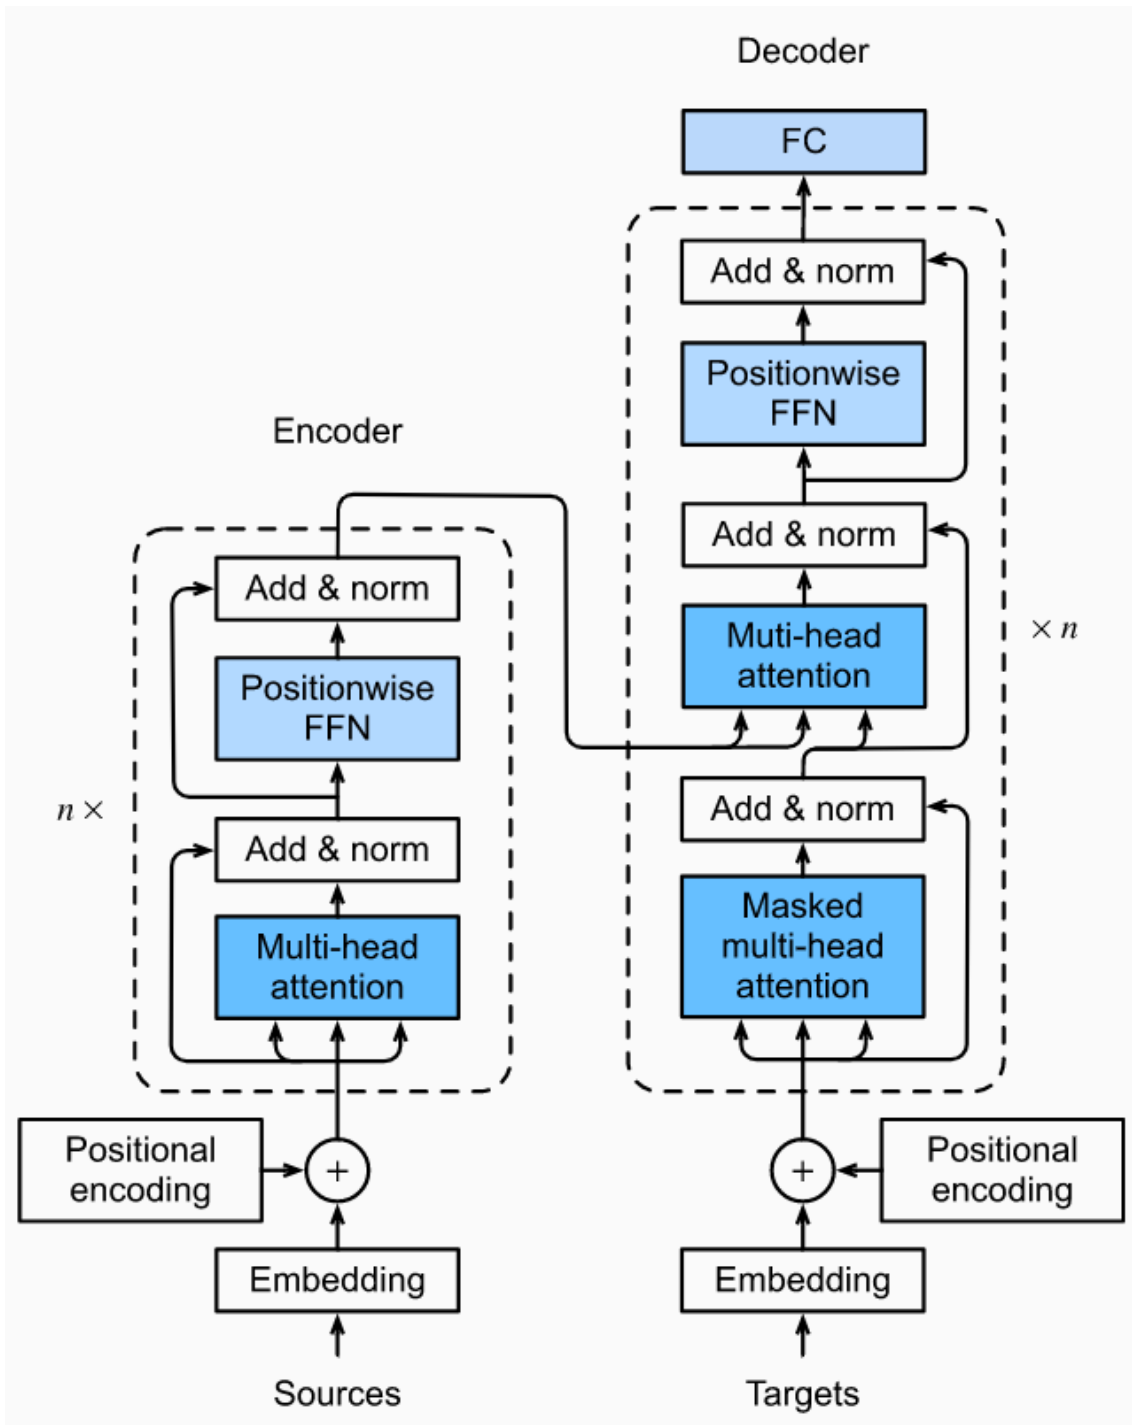 Decoder
FC
Add & norm
Positionwise
FFN
Add & norm
Muti-head
attention
× n
Add & norm
Masked
multi-head
attention
Positional
encoding
+
Embedding
Targets
Encoder
Add & norm
Positionwise
FFN
n ×
Add & norm
Multi-head
attention
Positional
encoding
+
Embedding
Sources